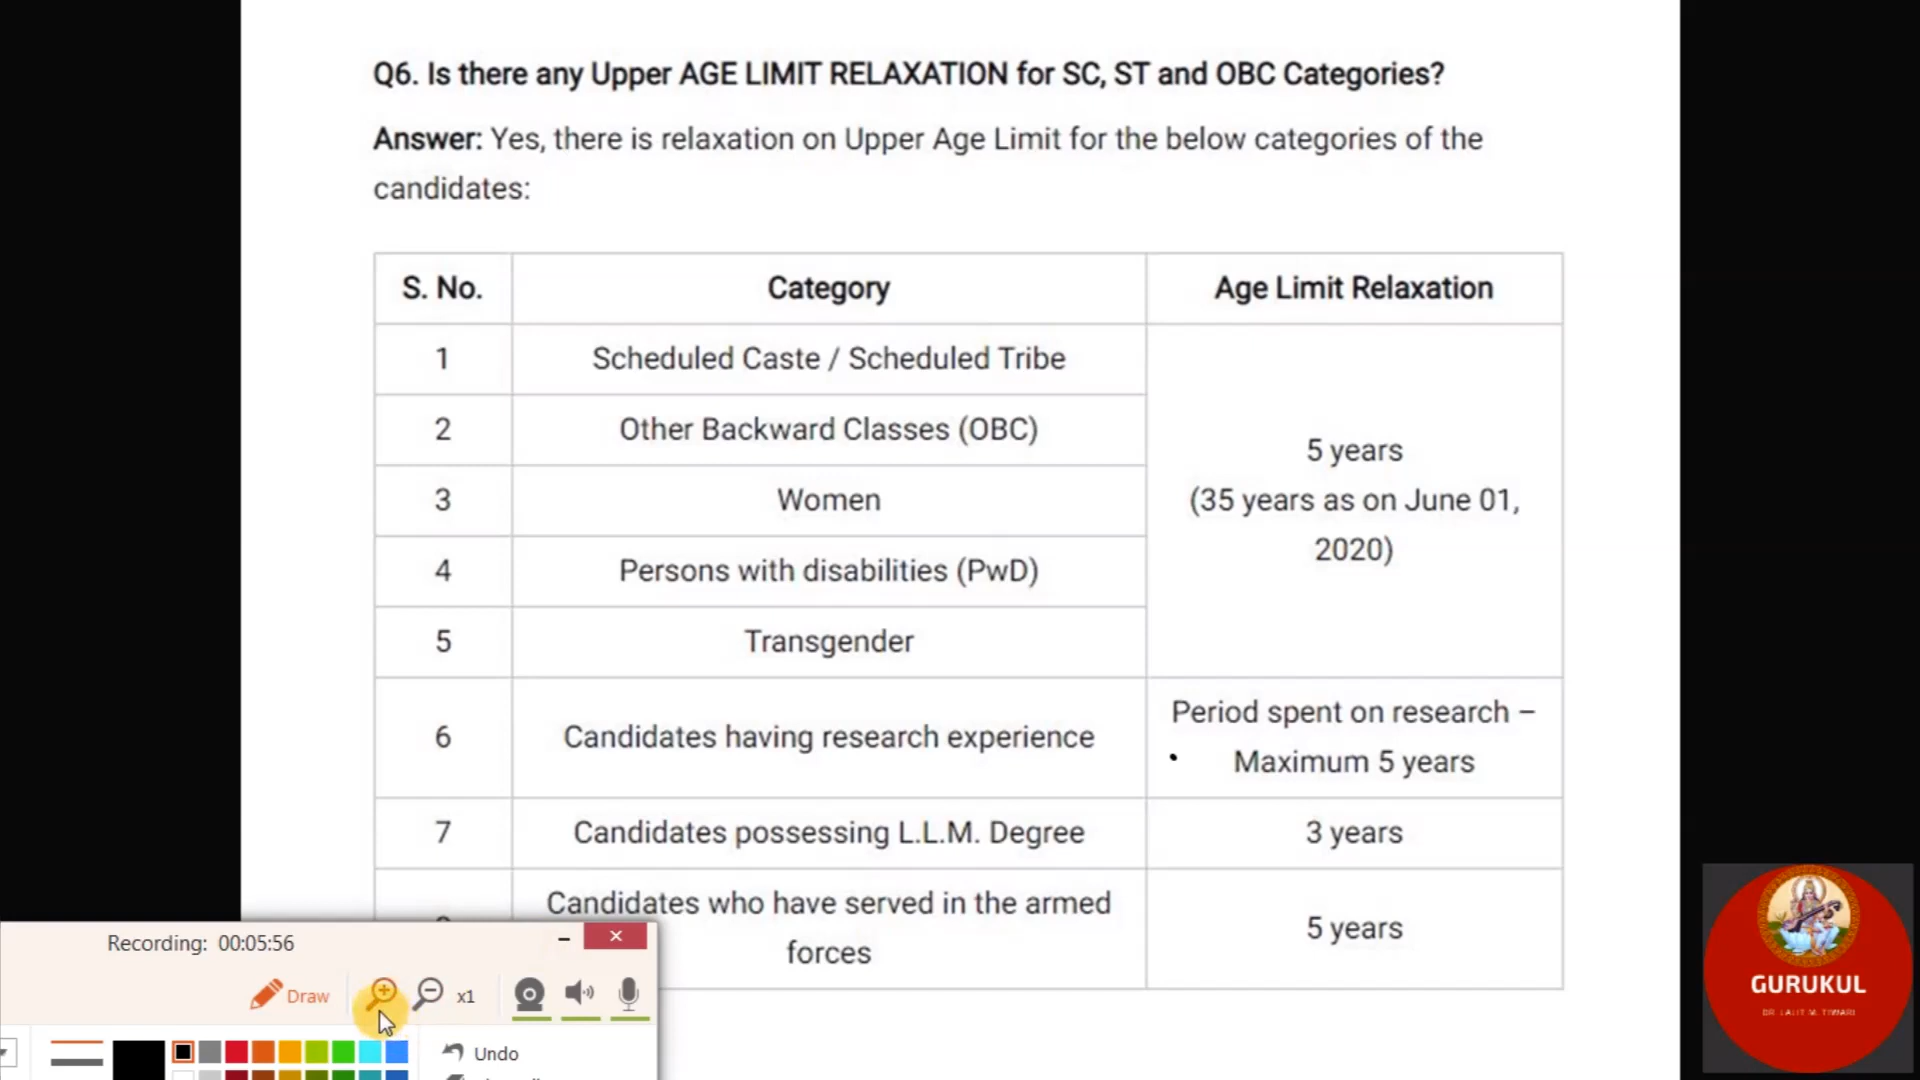 Q6. Is there any Upper AGE LIMIT RELAXATION for SC, ST and OBC Categories?
Answer: Yes, there is relaxation on Upper Age Limit for the below categories of the
candidates:
S. No. Category Age Limit Relaxation
1 Scheduled Caste / Scheduled Tribe
2 Other Backward Classes (OBC)
3 Women
4 Persons with disabilities (PwD)
5 Transgender
5 years
(35 years as on June 01,
2020)
6 Candidates having research experience
Period spent on research –
Maximum 5 years
7 Candidates possessing L.L.M. Degree 3 years
Candidates who have served in the armed
forces
5 years
Recording: 00:05:56
Draw x1
Undo
GURUKUL
DR. LALIT M. TIWARI